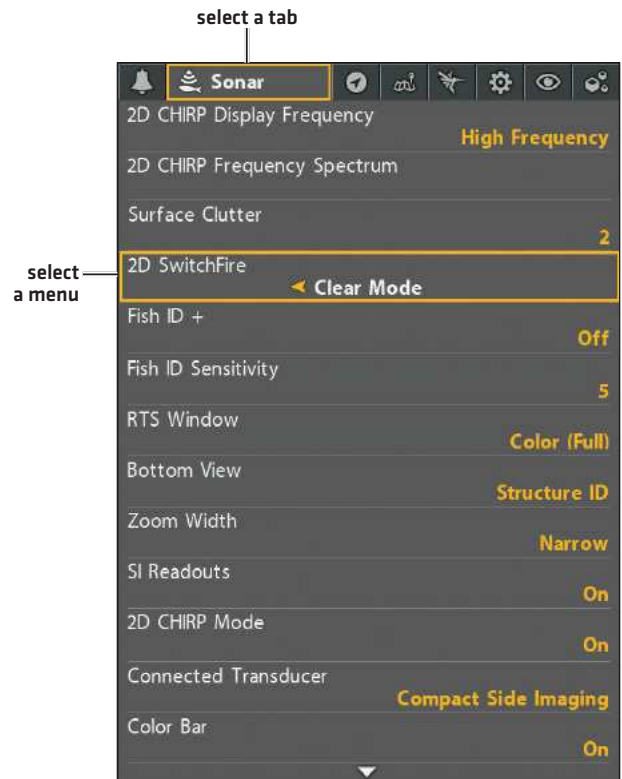 select a tab
Sonar
2D CHIRP Display Frequency
High Frequency
2D CHIRP Frequency Spectrum
Surface Clutter
2
select
a menu
2D SwitchFire
Clear Mode
Fish ID +
Off
Fish ID Sensitivity
5
RTS Window
Color (Full)
Bottom View
Structure ID
Zoom Width
Narrow
SI Readouts
On
2D CHIRP Mode
On
Connected Transducer
Compact Side Imaging
Color Bar
On